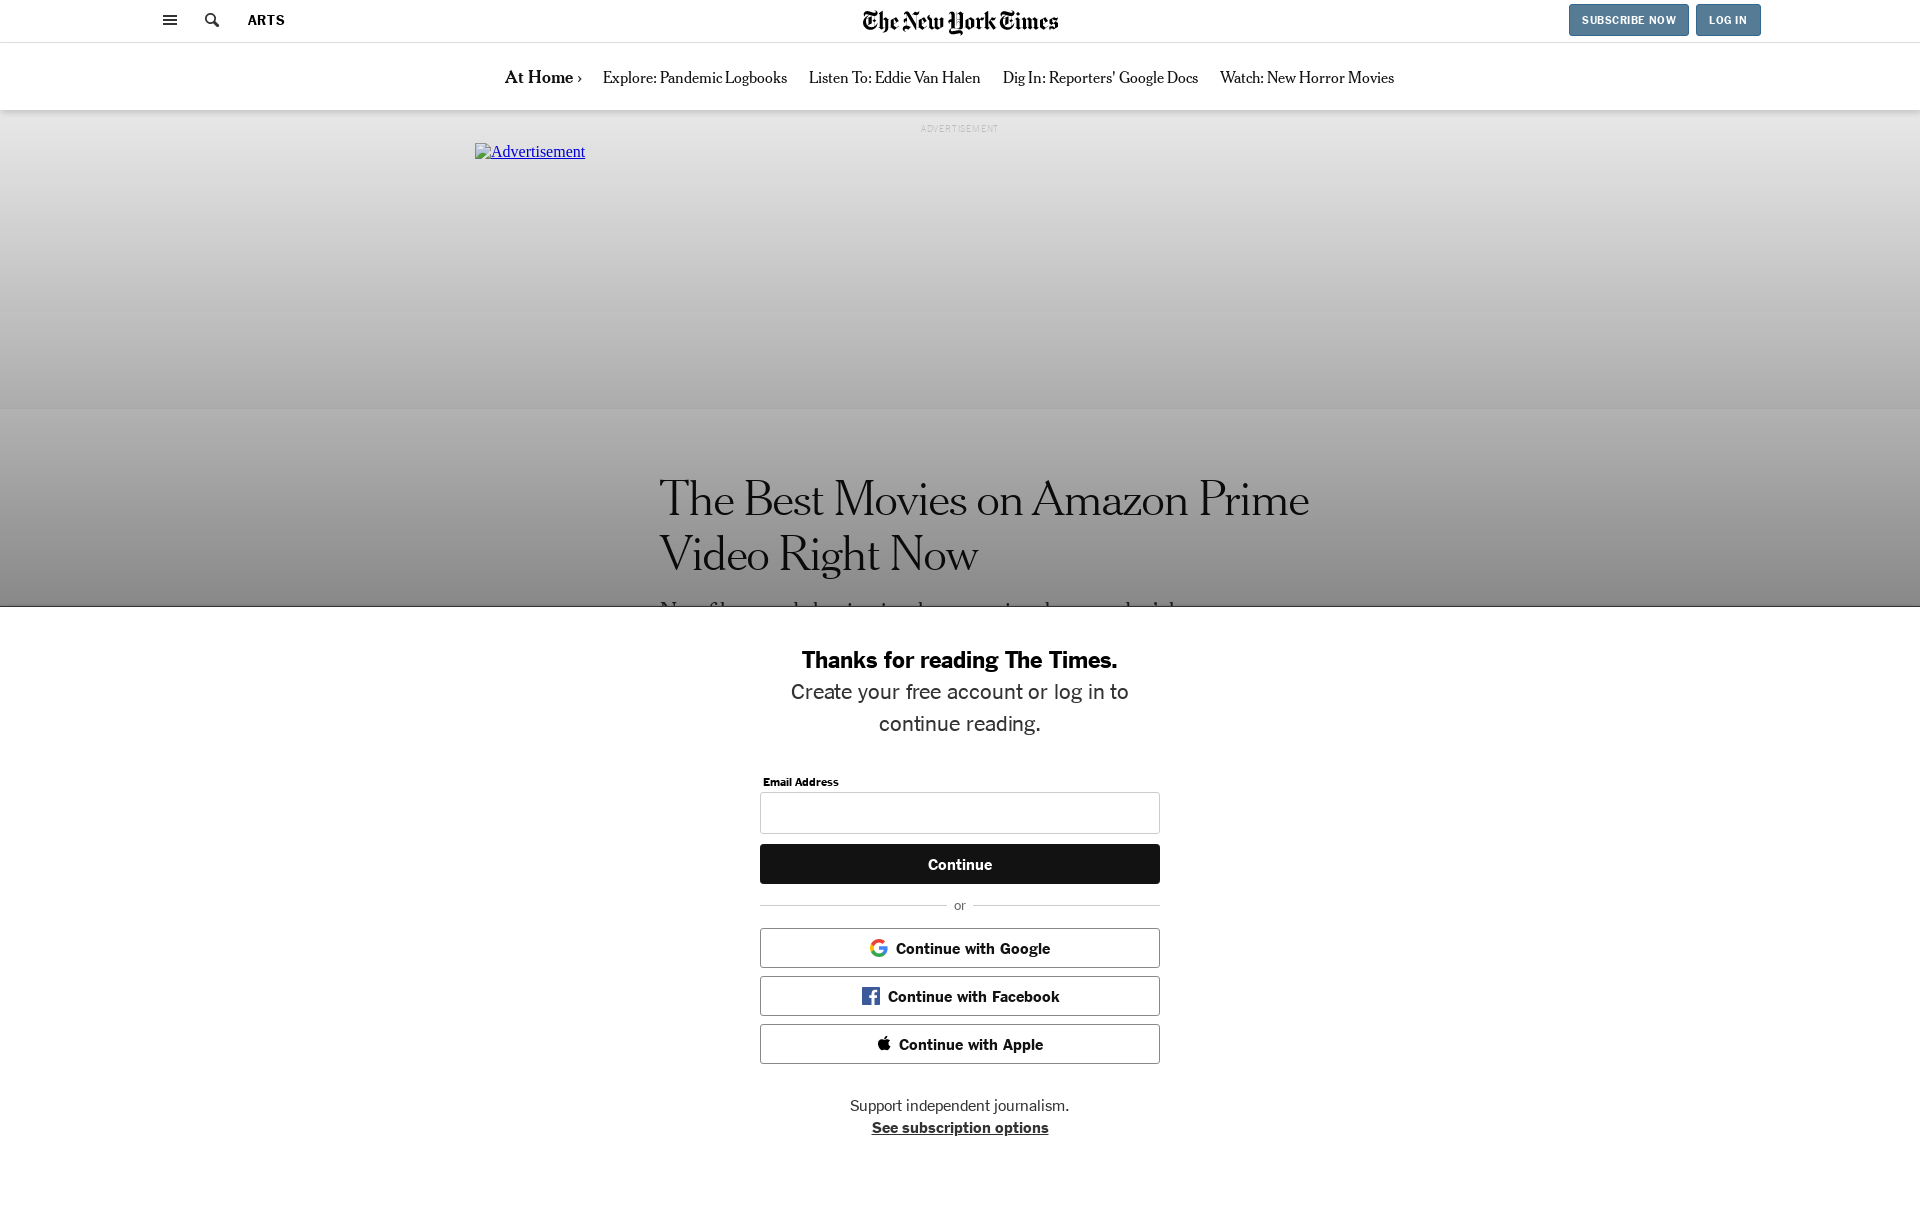 ARTS
The New York Times
SUBSCRIBE NOW
LOG IN
At Home ›
Explore: Pandemic Logbooks
Listen To: Eddie Van Halen
Dig In: Reporters' Google Docs
Watch: New Horror Movies
ADVERTISEMENT
Advertisement
The Best Movies on Amazon Prime
Video Right Now
Thanks for reading The Times.
Create your free account or log in to
continue reading.
Email Address
Continue
or
Continue with Google
Continue with Facebook
Continue with Apple
Support independent journalism.
See subscription options